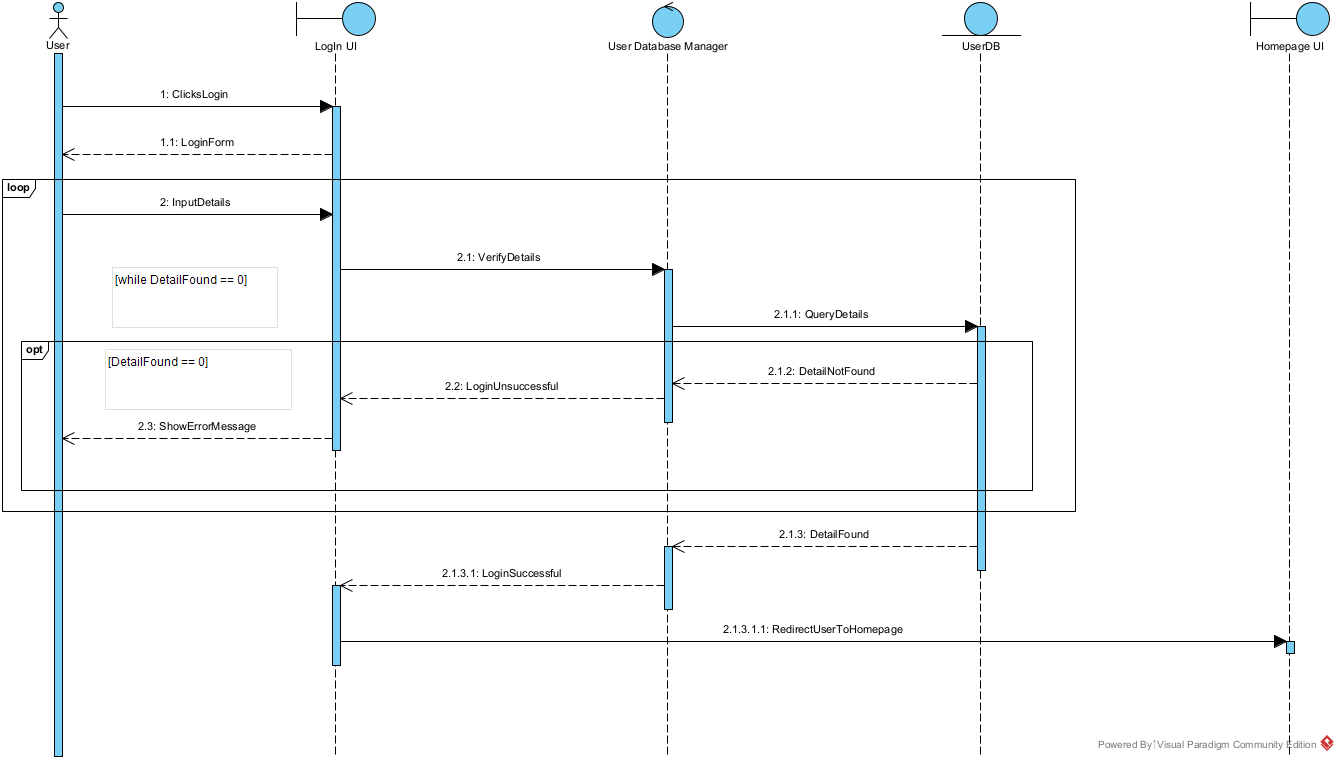 User
LogIn UI
User Database Manager
UserDB
Homepage UI
1: ClicksLogin
1.1: LoginForm
loop
2: InputDetails
2.1: VerifyDetails
[while DetailFound == 0]
2.1.1: QueryDetails
opt
[DetailFound == 0]
2.1.2: DetailNotFound
2.2: LoginUnsuccessful
2.3: ShowErrorMessage
2.1.3: DetailFound
2.1.3.1: LoginSuccessful
2.1.3.1.1: RedirectUserToHomepage
Powered By Visual Paradigm Community Edition